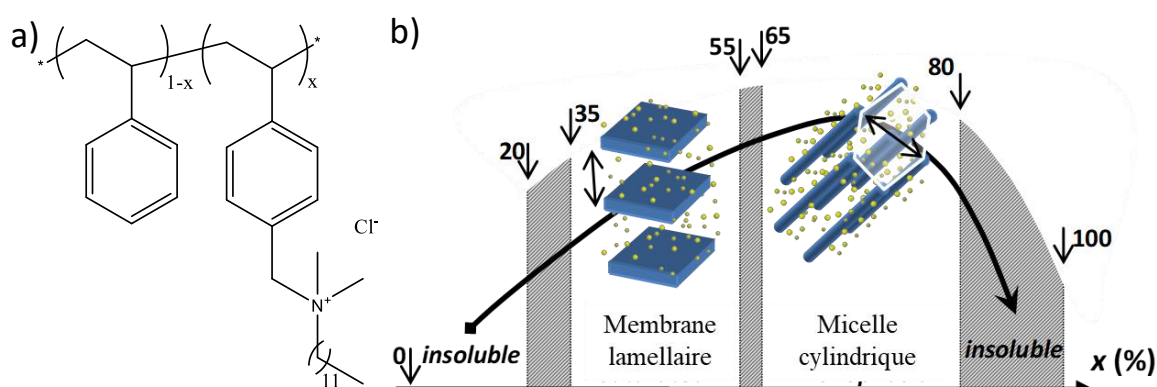 a)
*
*
1-x
x
Cl-
N+
11
b)
55
65
80
35
20
100
Membrane
lamellaire
Micelle
cylindrique
0
insoluble
insoluble
x (%)